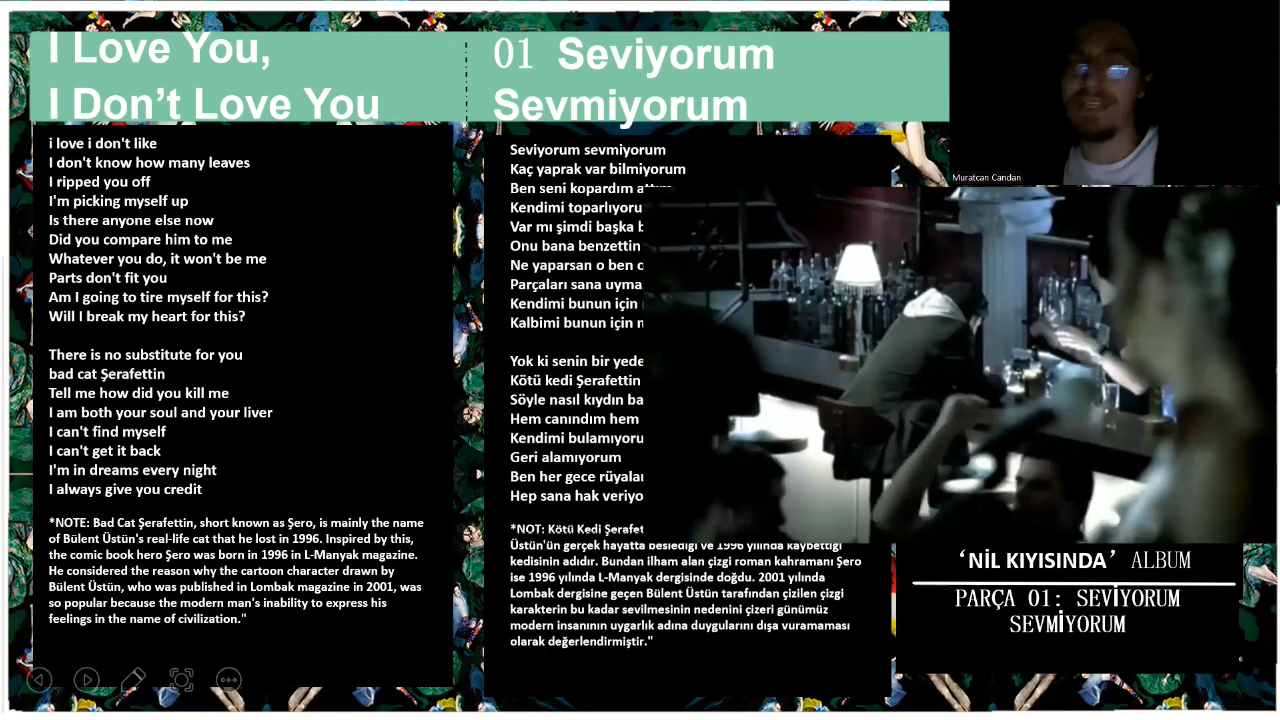 I Love You,
I Don't Love You
i love i don't like
I don't know how many leaves
I ripped you off
I'm picking myself up
Is there anyone else now
Did you compare him to me
Whatever you do, it won't be me
Parts don't fit you
Am I going to tire myself for this?
Will I break my heart for this?
There is no substitute for you
bad cat Şerafettin
Tell me how did you kill me
I am both your soul and your liver
I can't find myself
I can't get it back
I'm in dreams every night
I always give you credit
*NOTE: Bad Cat Şerafettin, short known as Şero, is mainly the name
of Bülent Üstün's real-life cat that he lost in 1996. Inspired by this,
the comic book hero Şero was born in 1996 in L-Manyak magazine.
He considered the reason why the cartoon character drawn by
Bülent Üstün, who was published in Lombak magazine in 2001, was
so popular because the modern man's inability to express his
feelings in the name of civilization."
01 Seviyorum
Sevmiyorum
Seviyorum sevmiyorum
Kaç yaprak var bilmiyorum
Ben seni kopardım attım
Kendimi toparlıyoru
Var mı şimdi başka b
Onu bana benzettin
Ne yaparsan o ben o
Parçaları sana uyma
Kendimi bunun için
Kalbimi bunun için
Yok ki senin bir yede
Kötü kedi Şerafettin
Söyle nasıl kıydın ba
Hem canındım hem
Kendimi bulamıyoru
Geri alamıyorum
Ben her gece rüyalar
Hep sana hak veriyo
*NOT: Kötü Kedi Şerafet
Üstün'ün gerçek hayatta beslediği ve 1996 yılında kaybettiği
kedisinin adıdır. Bundan ilham alan çizgi roman kahramanı Şero
ise 1996 yılında L-Manyak dergisinde doğdu. 2001 yılında
Lombak dergisine geçen Bülent Üstün tarafından çizilen çizgi
karakterin bu kadar sevilmesinin nedenini çizeri günümüz
modern insanının uygarlık adına duygularını dışa vuramaması
olarak değerlendirmiştir."
Muratcan Candan
'NİL KIYISINDA' ALBUM
PARÇA 01: SEVİYORUM
SEVMİYORUM